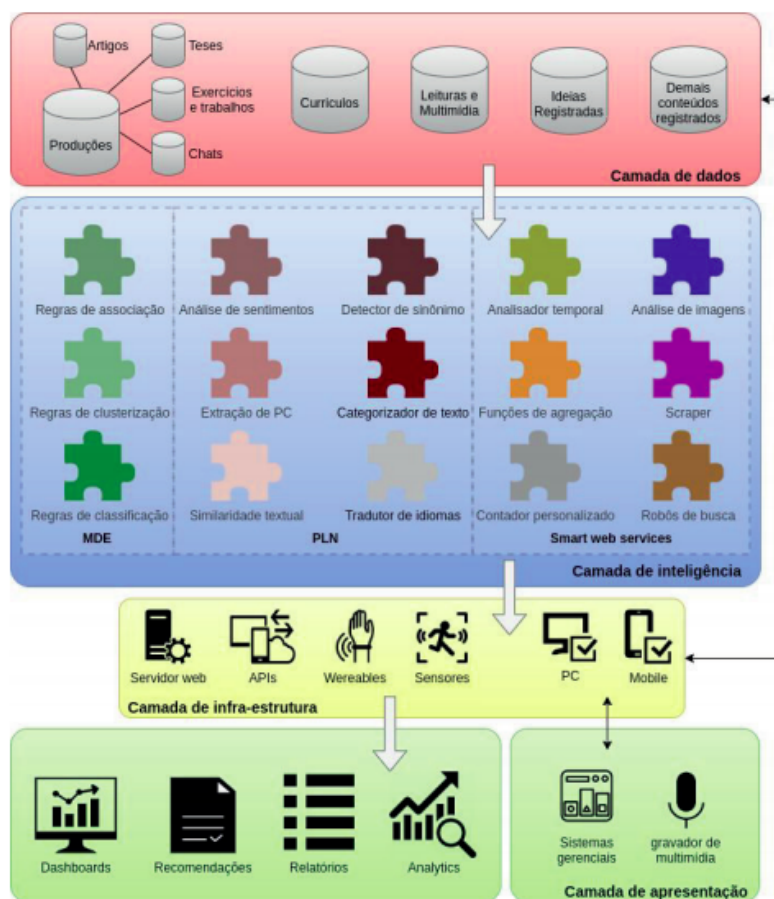 Artigos
Teses
Exercícios
e trabalhos
Produções
Chats
Currículos
Leituras e
Multimídia
Ideias
Registradas
Demais
conteúdos
registrados
Camada de dados
Regras de associação
Análise de sentimentos
Detector de sinônimo
Analisador temporal
Análise de imagens
Regras de clusterização
Extração de PC
Categorizador de texto
Funções de agregação
Scraper
Regras de classificação
Similaridade textual
Tradutor de idiomas
Contador personalizado
Robôs de busca
MDE
PLN
Smart web services
Camada de inteligência
Servidor web
APIs
Wereables
Sensores
PC
Mobile
Camada de infra-estrutura
Dashboards
Recomendações
Relatórios
Analytics
Sistemas
gerenciais
gravador de
multimídia
Camada de apresentação